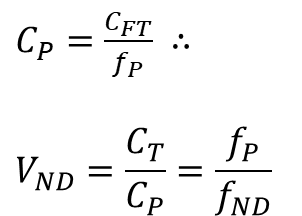 C_P = C_FT / f_P ∴
V_ND = C_T / C_P = f_P / f_ND